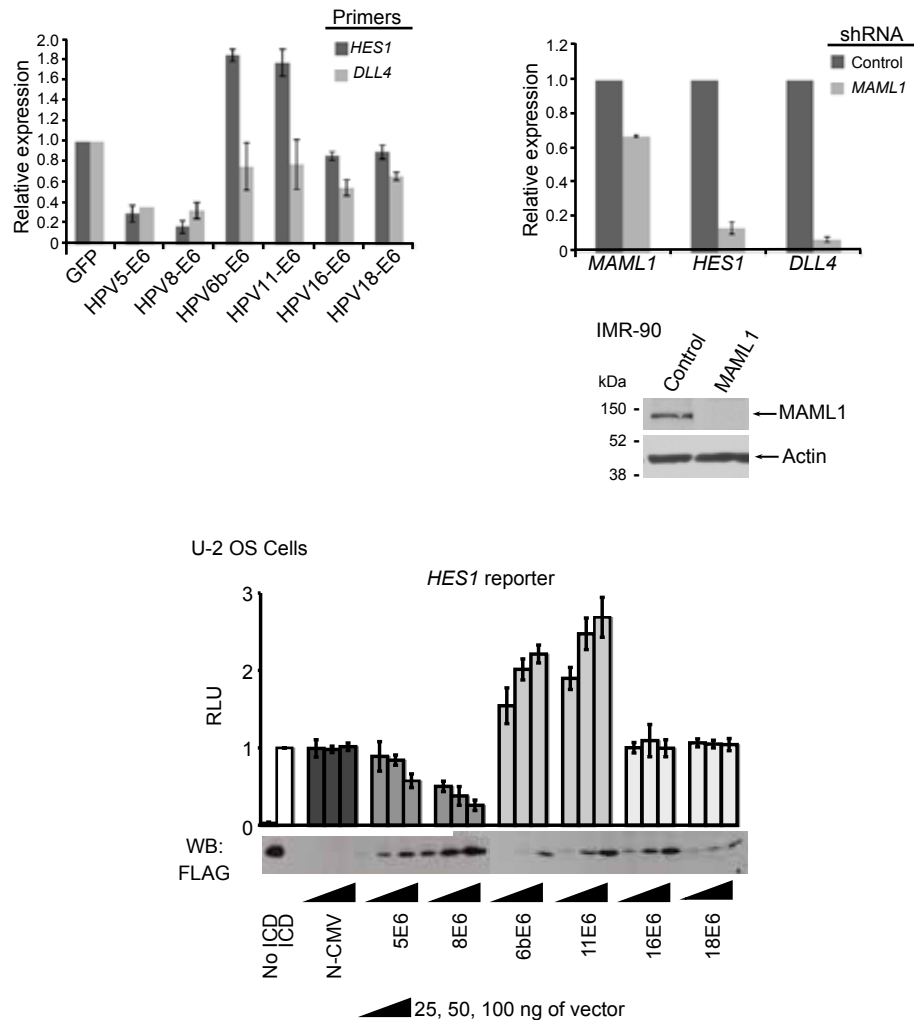 Primers
HES1
DLL4
Relative expression
2.0
1.8
1.6
1.4
1.2
1.0
0.8
0.6
0.4
0.2
0
GFP
HPV5-E6
HPV8-E6
HPV6b-E6
HPV11-E6
HPV16-E6
HPV18-E6
shRNA
Control
MAML1
Relative expression
1.2
1.0
0.8
0.6
0.4
0.2
0
MAML1 HES1 DLL4
IMR-90
Control
MAML1
kDa
150
MAML1
52
Actin
38
U-2 OS Cells
HES1 reporter
RLU
3
2
1
0
WB:
FLAG
No ICD
ICD
N-CMV
5E6
8E6
6bE6
11E6
16E6
18E6
25, 50, 100 ng of vector